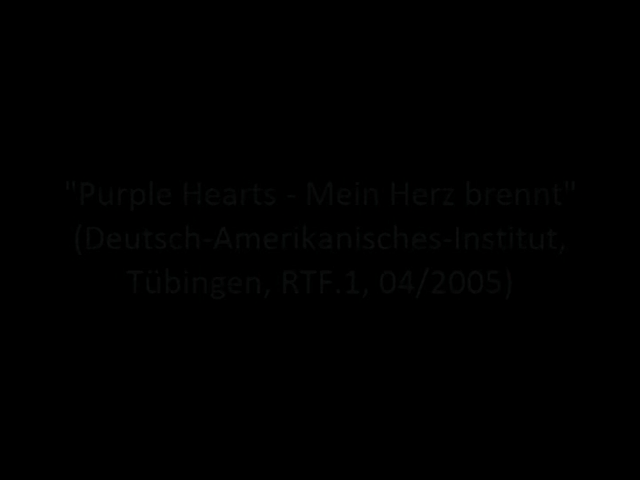 "Purple Hearts - Mein Herz brennt"
(Deutsch-Amerikanisches-Institut,
Tübingen, RTF.1, 04/2005)